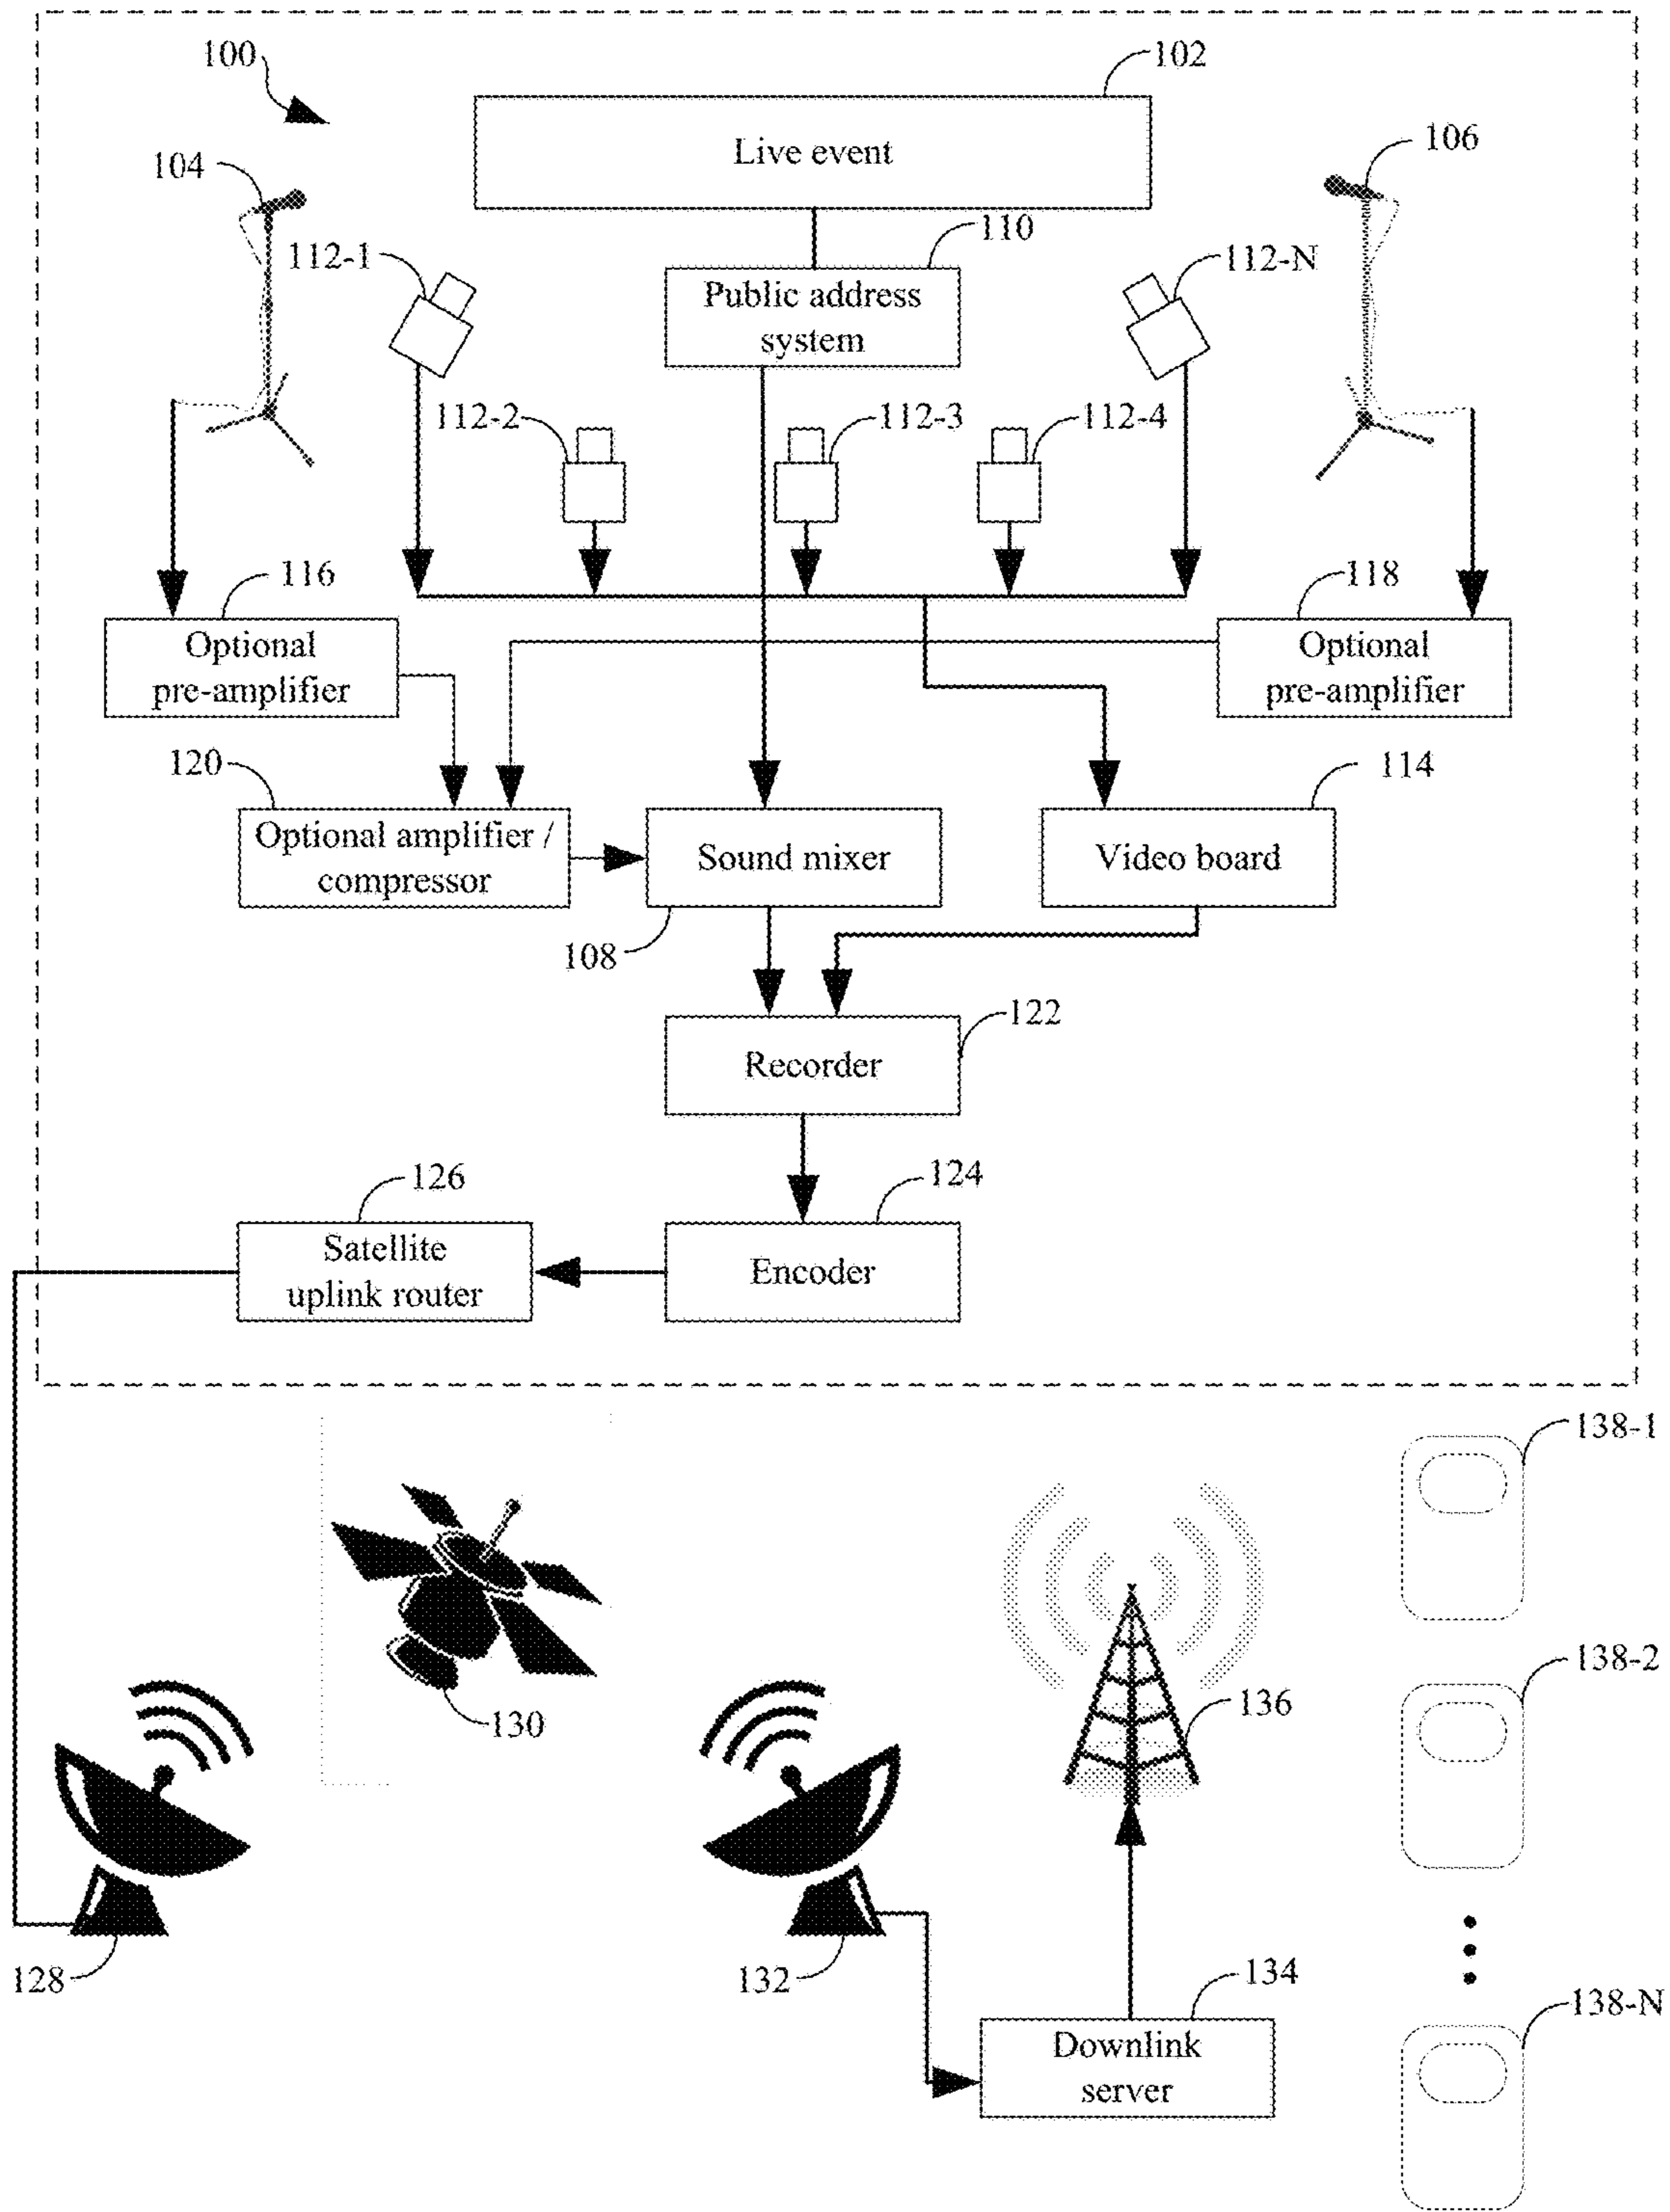 100
102
Live event
104
106
110
112-1
112-N
Public address
system
112-2
112-3
112-4
116
118
Optional
pre-amplifier
Optional
pre-amplifier
120
114
Optional amplifier /
compressor
Sound mixer
Video board
108
122
Recorder
126
124
Satellite
uplink router
Encoder
138-1
138-2
130
136
128
132
134
138-N
Downlink
server